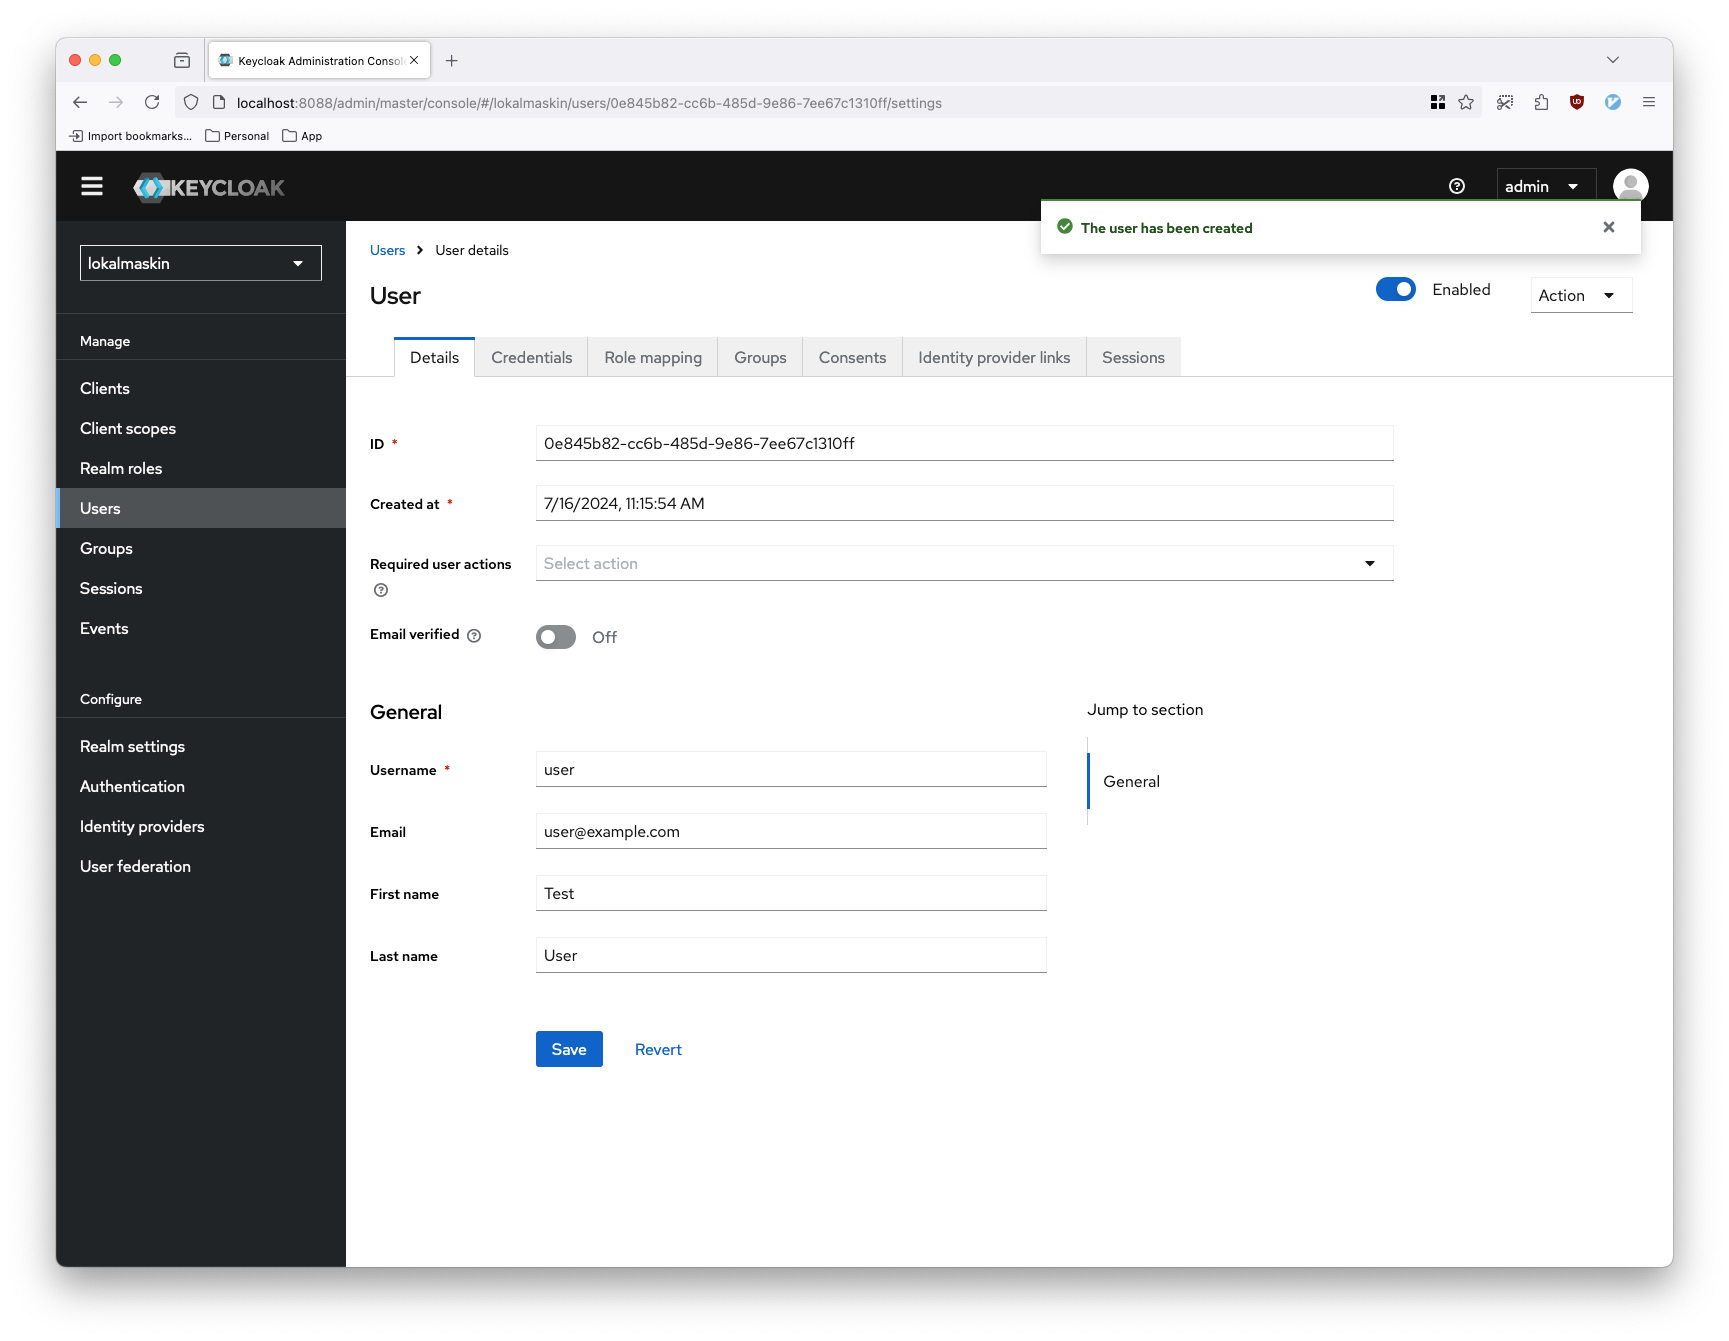 Keycloak Administration Consol
localhost:8088/admin/master/console/#/lokalmaskin/users/0e845b82-cc6b-485d-9e86-7ee67c1310ff/settings
Import bookmarks... Personal App
KEYCLOAK
admin
The user has been created
lokalmaskin
Manage
Clients
Client scopes
Realm roles
Users
Groups
Sessions
Events
Configure
Realm settings
Authentication
Identity providers
User federation
Users User details
User
Enabled
Action
Details Credentials Role mapping Groups Consents Identity provider links Sessions
ID * 0e845b82-cc6b-485d-9e86-7ee67c1310ff
Created at * 7/16/2024, 11:15:54 AM
Required user actions Select action
Email verified Off
General
Jump to section
General
Username * user
Email user@example.com
First name Test
Last name User
Save Revert